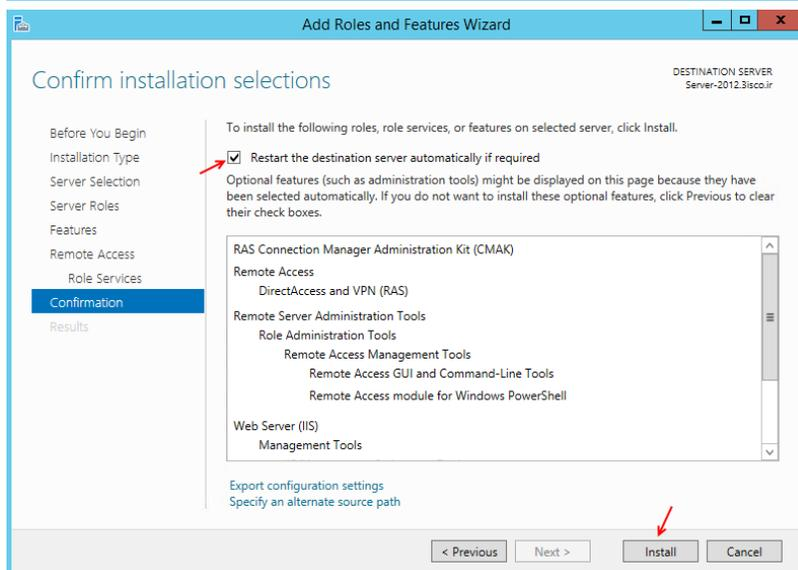 Add Roles and Features Wizard
Confirm installation selections
DESTINATION SERVER
Server-2012.3isco.ir
Before You Begin
Installation Type
Server Selection
Server Roles
Features
Remote Access
Role Services
Confirmation
Results
To install the following roles, role services, or features on selected server, click Install.
Restart the destination server automatically if required
Optional features (such as administration tools) might be displayed on this page because they have
been selected automatically. If you do not want to install these optional features, click Previous to clear
their check boxes.
RAS Connection Manager Administration Kit (CMAK)
Remote Access
DirectAccess and VPN (RAS)
Remote Server Administration Tools
Role Administration Tools
Remote Access Management Tools
Remote Access GUI and Command-Line Tools
Remote Access module for Windows PowerShell
Web Server (IIS)
Management Tools
Export configuration settings
Specify an alternate source path
< Previous
Next >
Install
Cancel